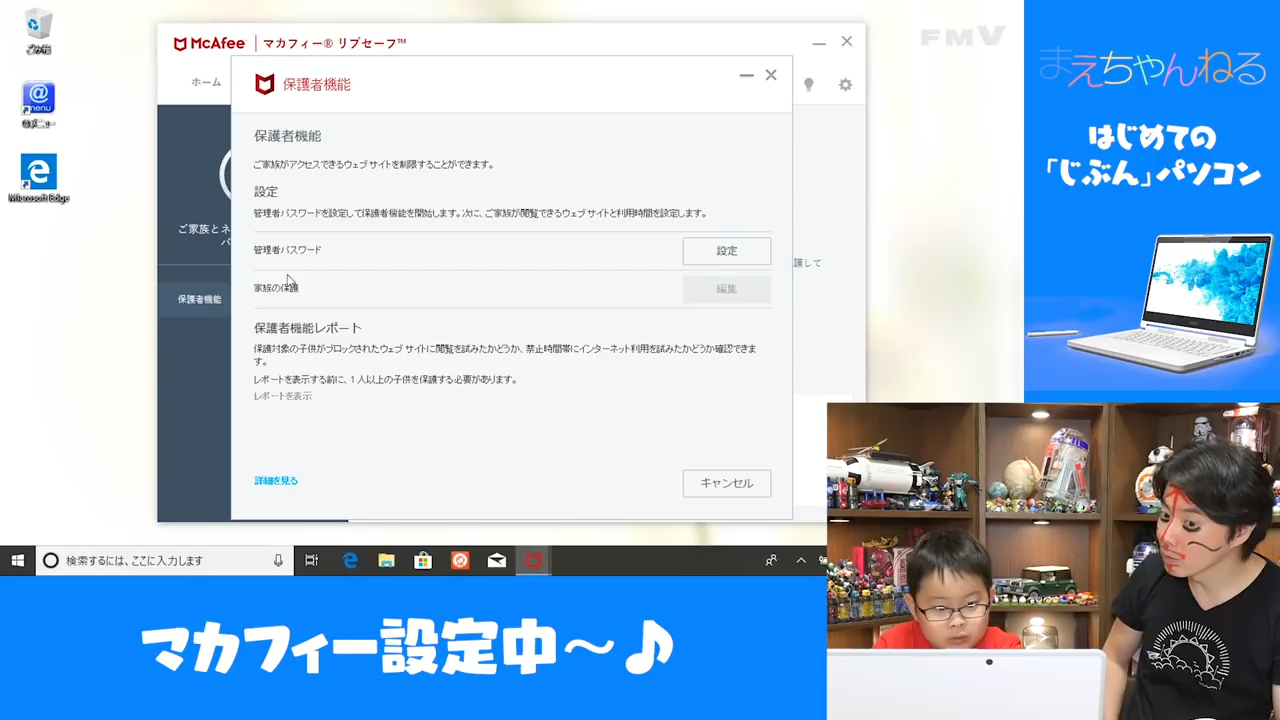 ごみ箱
@
menu
@メニュー
Microsoft Edge
McAfee | マカフィー® リブセーフ™
ホーム
保護者機能
保護者機能
ご家族がアクセスできるウェブ サイトを制限することができます。
設定
管理者パスワードを設定して保護者機能を開始します。次に、ご家族が閲覧できるウェブ サイトと利用時間を設定します。
管理者パスワード
設定
家族の保護
編集
保護者機能レポート
保護対象の子供がブロックされたウェブ サイトに閲覧を試みたかどうか、禁止時間帯にインターネット利用を試みたかどうか確認できま
す。
レポートを表示する前に、1 人以上の子供を保護する必要があります。
レポートを表示
詳細を見る
キャンセル
ご家族とネ
パ
保護者機能
護して
検索するには、ここに入力します
FMV
まえちゃんねる
はじめての
「じぶん」パソコン
マカフィー設定中〜♪